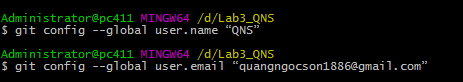 Administrator@pc411 MINGW64 /d/Lab3_QNS
$ git config --global user.name “QNS”
Administrator@pc411 MINGW64 /d/Lab3_QNS
$ git config --global user.email “quangngocson1886@gmail.com”